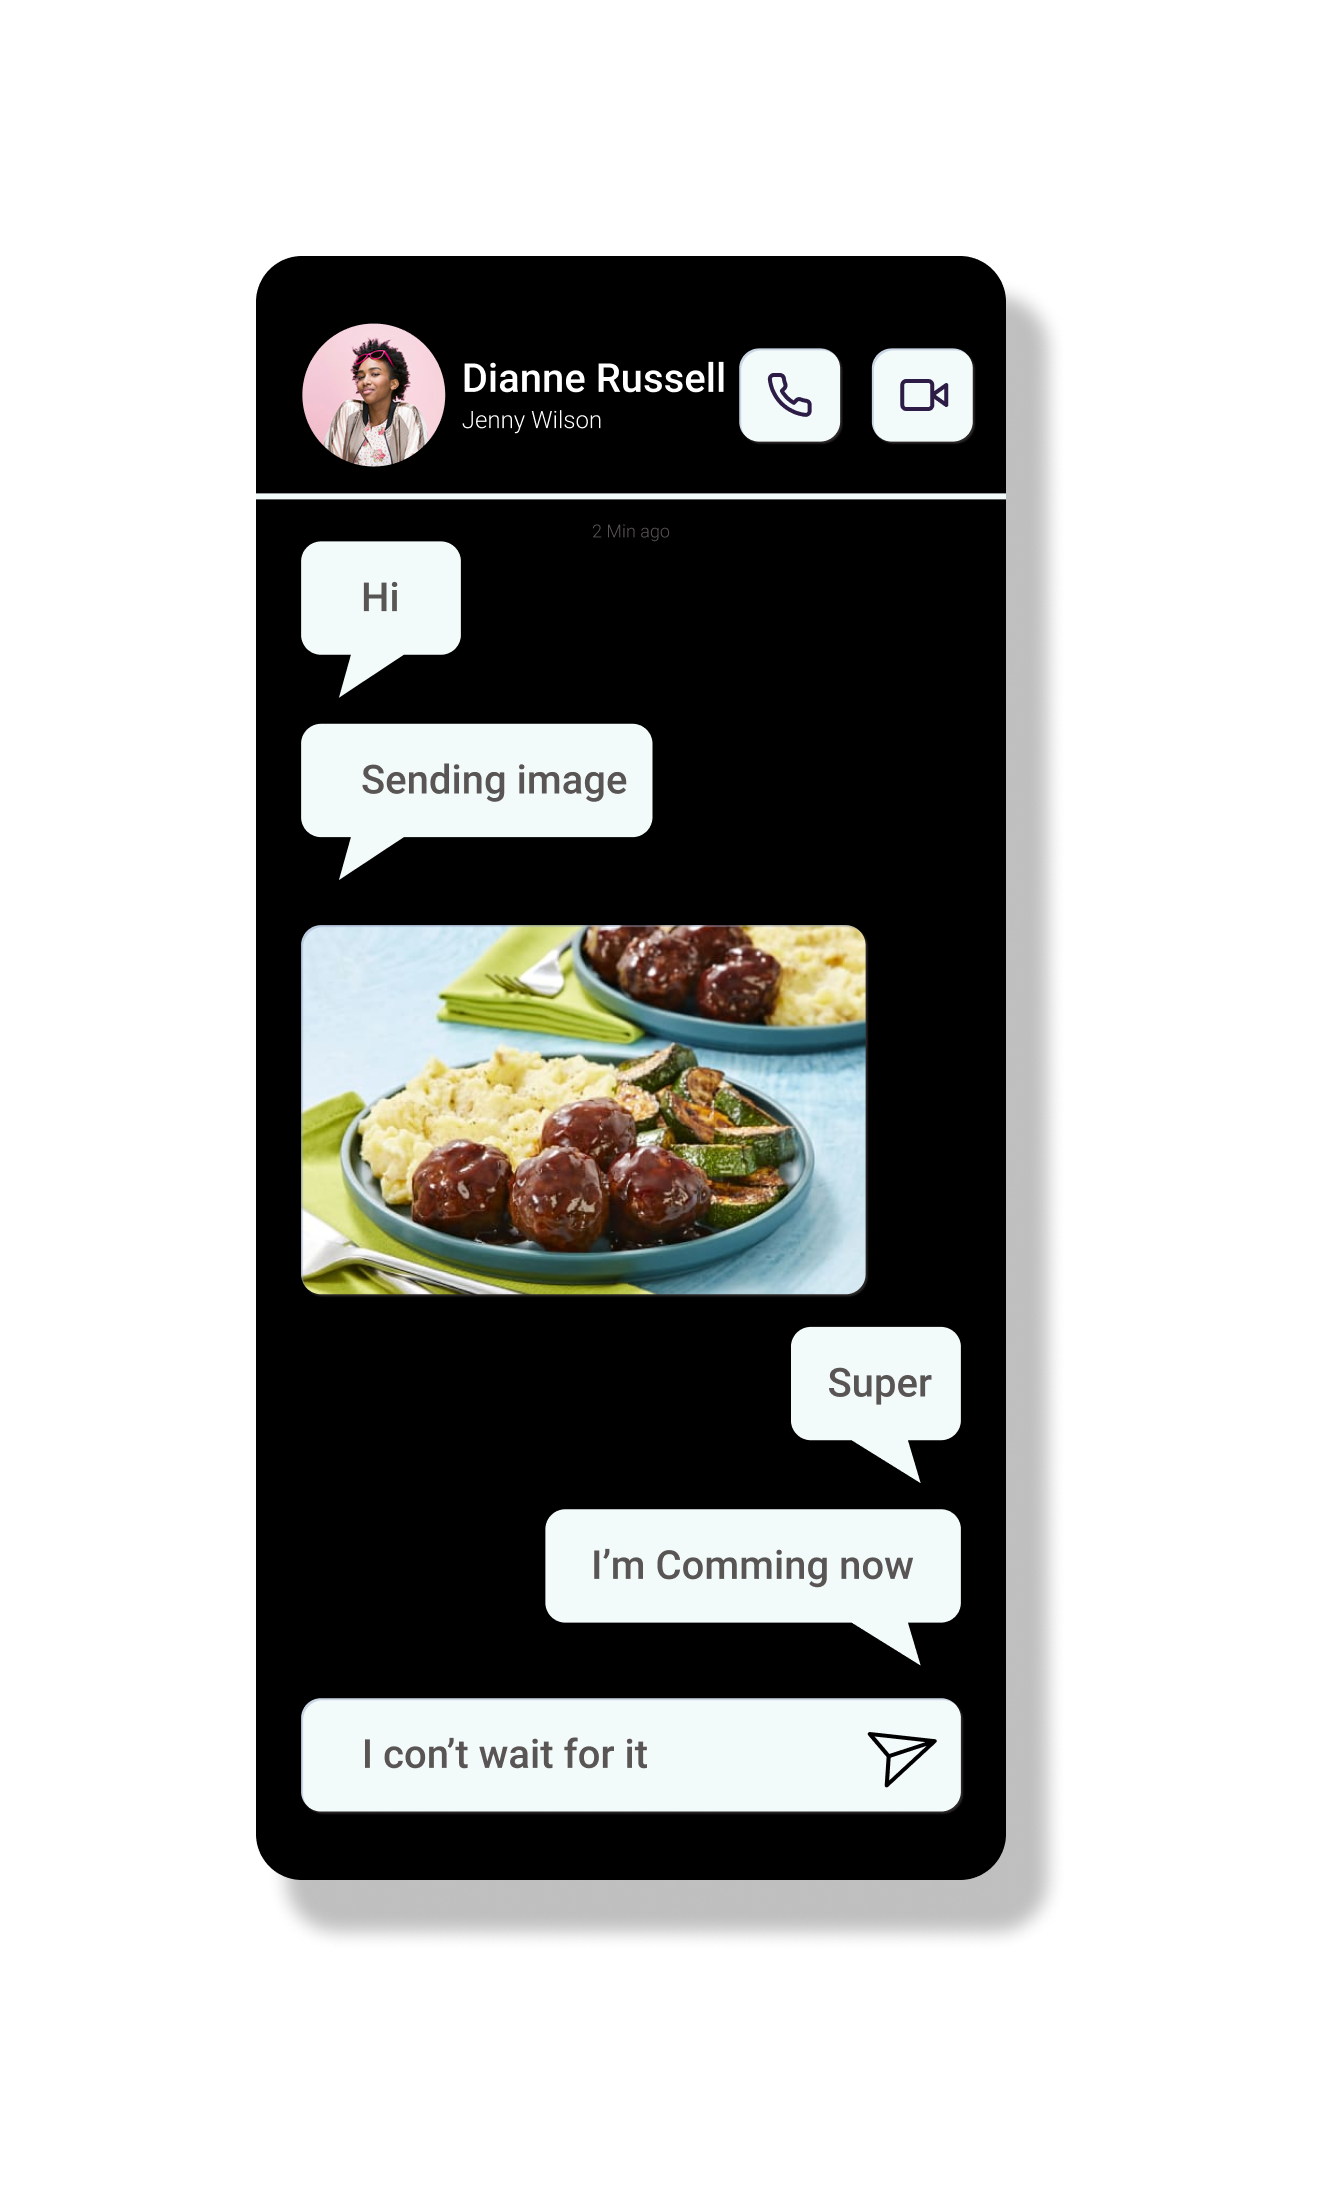 Dianne Russell
Jenny Wilson
2 Min ago
Hi
Sending image
Super
I'm Comming now
I con't wait for it